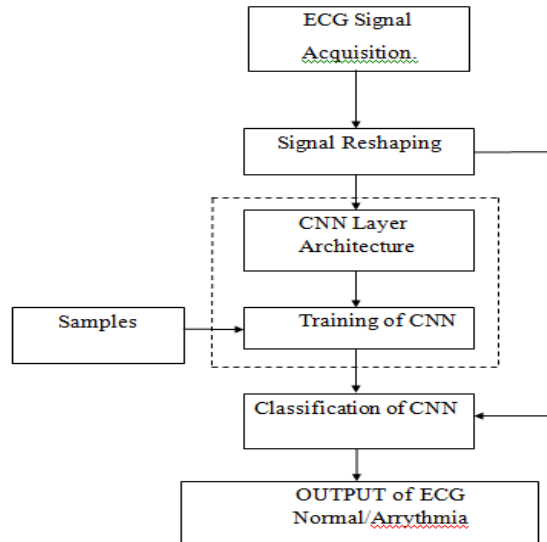 ECG Signal
Acquisition.
Signal Reshaping
CNN Layer
Architecture
Samples
Training of CNN
Classification of CNN
OUTPUT of ECG
Normal/Arrythmia